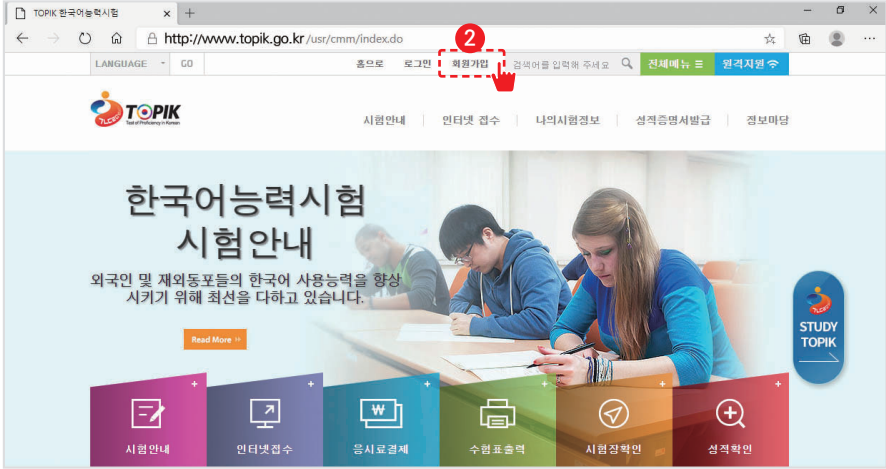 TOPIK 한국어능력시험
http://www.topik.go.kr/usr/cmm/index.do
2
LANGUAGE GO 홈으로 로그인 회원가입 검색어를 입력해 주세요 전체메뉴 원격지원
TOPIK
Test of Proficiency in Korean
시험안내 인터넷 접수 나의시험정보 성적증명서발급 정보마당
한국어능력시험
시험안내
외국인 및 재외동포들의 한국어 사용능력을 향상
시키기 위해 최선을 다하고 있습니다.
Read More »
STUDY
TOPIK
시험안내 인터넷접수 응시료결제 수험표출력 시험장확인 성적확인